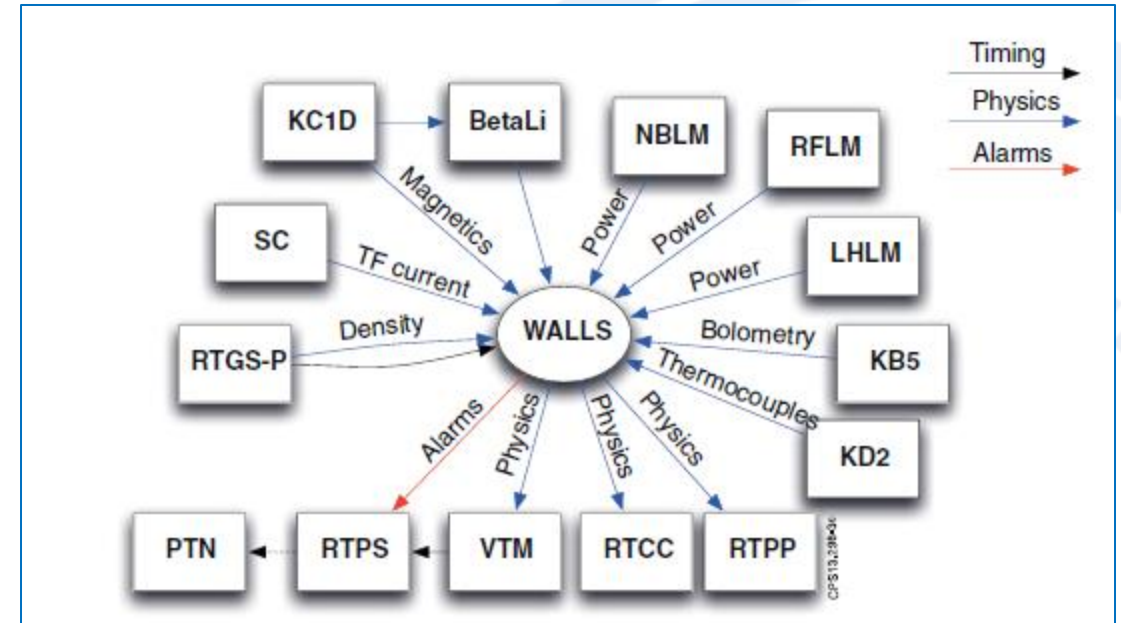 Timing
Physics
Alarms
KC1D
BetaLi
NBLM
RFLM
Magnetics
Power
Power
SC
TF current
LHLM
Power
Density
WALLS
Bolometry
RTGS-P
KB5
Thermocouples
KD2
Alarms
Physics
Physics
Physics
PTN
RTPS
VTM
RTCC
RTPP